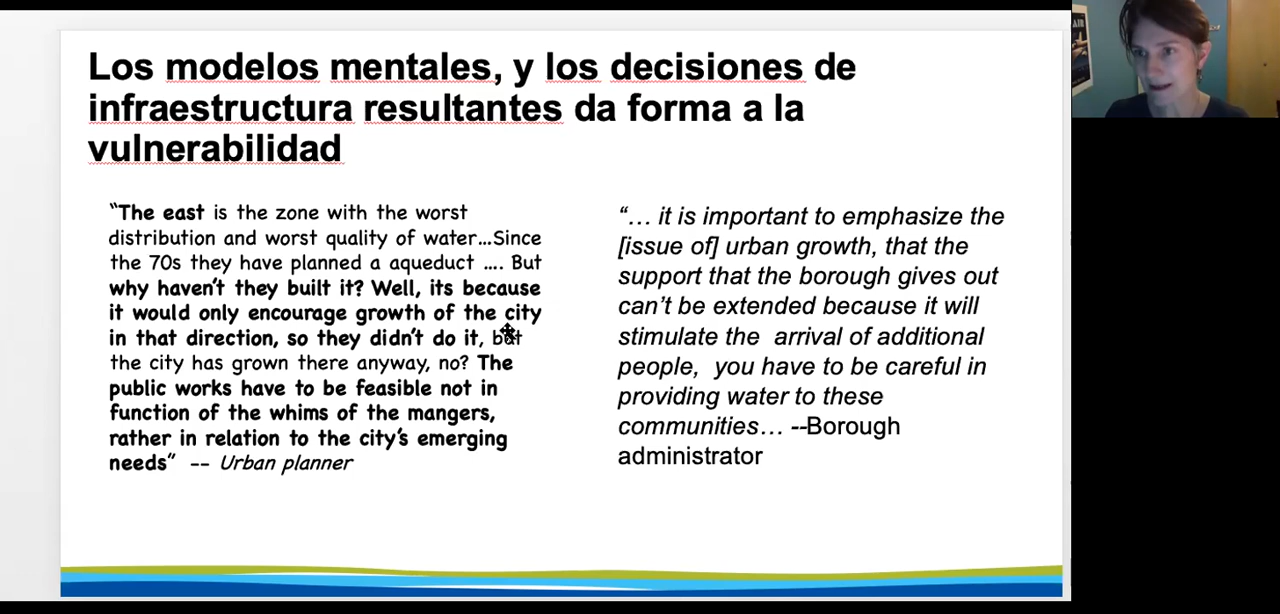 Los modelos mentales, y los decisiones de
infraestructura resultantes da forma a la
vulnerabilidad
"The east is the zone with the worst
distribution and worst quality of water...Since
the 70s they have planned a aqueduct .... But
why haven't they built it? Well, its because
it would only encourage growth of the city
in that direction, so they didn't do it, but
the city has grown there anyway, no? The
public works have to be feasible not in
function of the whims of the mangers,
rather in relation to the city's emerging
needs" -- Urban planner
"… it is important to emphasize the
[issue of] urban growth, that the
support that the borough gives out
can't be extended because it will
stimulate the arrival of additional
people, you have to be careful in
providing water to these
communities… --Borough
administrator